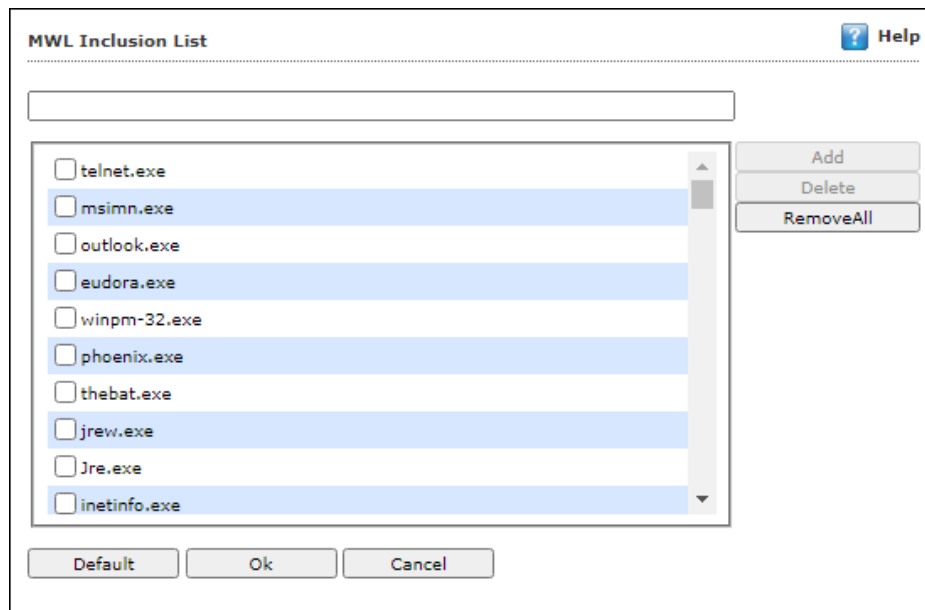 MWL Inclusion List
? Help
telnet.exe
msimn.exe
outlook.exe
eudora.exe
winpm-32.exe
phoenix.exe
thebat.exe
jrew.exe
Jre.exe
inetinfo.exe
Add
Delete
RemoveAll
Default
Ok
Cancel